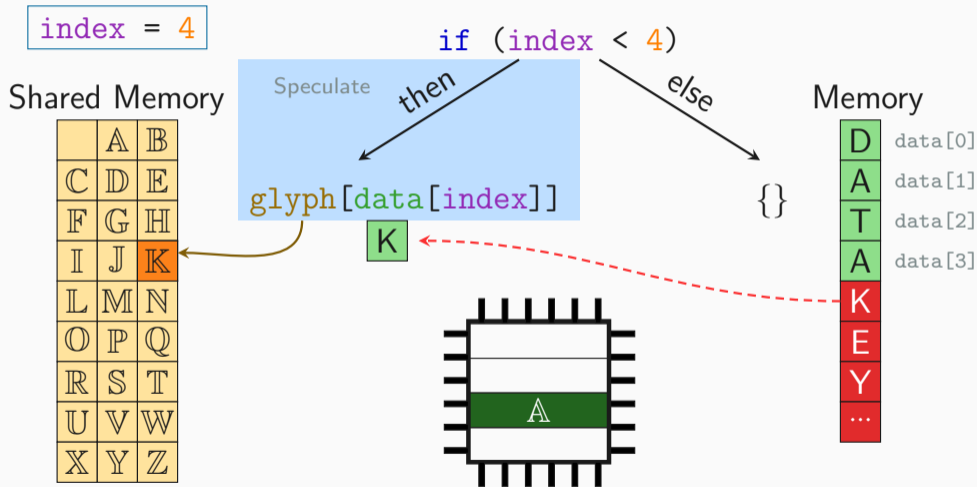 index = 4
if (index < 4)
Speculate
then
else
Shared Memory
𝔸 𝔹
ℂ 𝔻 𝔼
𝔽 𝔾 ℍ
𝕀 𝕁 𝕂
𝕃 𝕄 ℕ
𝕆 ℙ ℚ
ℝ 𝕊 𝕋
𝕌 𝕍 𝕎
𝕏 𝕐 ℤ
glyph[data[index]]
K
{}
𝔸
Memory
D data[0]
A data[1]
T data[2]
A data[3]
K
E
Y
...